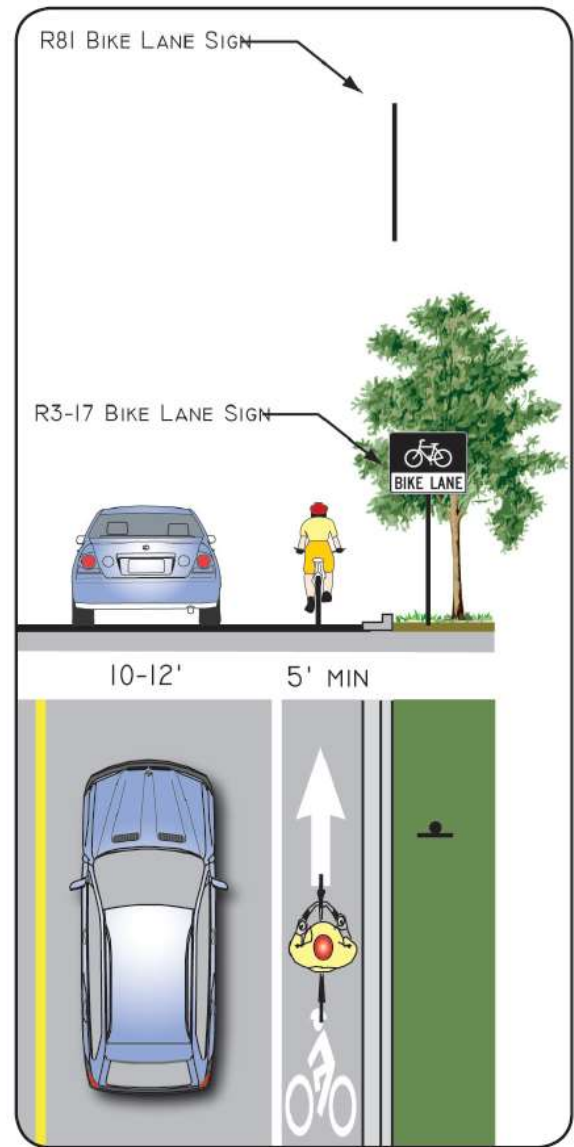 R81 BIKE LANE SIGN
R3-17 BIKE LANE SIGN
BIKE LANE
10-12'
5' MIN